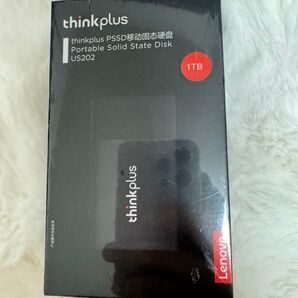 thinkplus
thinkplus PSSD移动固态硬盘
Portable Solid State Disk
US202
1TB
thinkplus
Lenovo